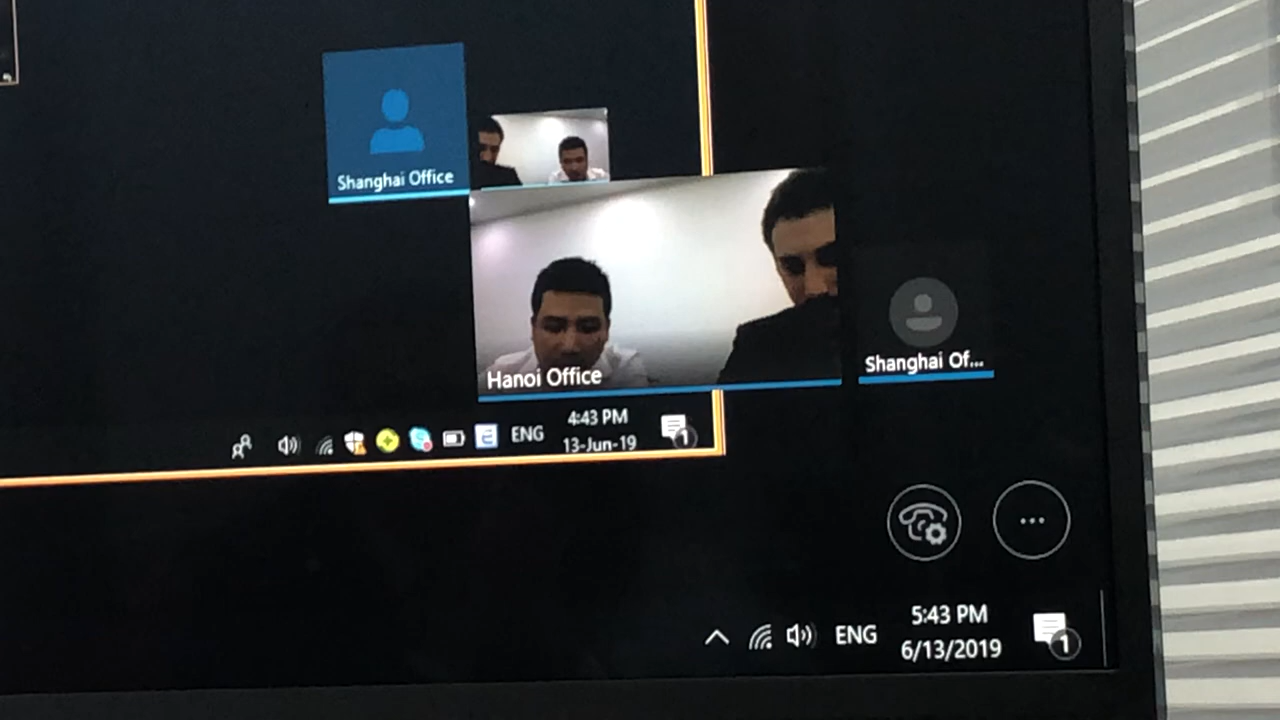 Shanghai Office
Hanoi Office
Shanghai Of...
ENG
4:43 PM
13-Jun-19
1
ENG
5:43 PM
6/13/2019
1